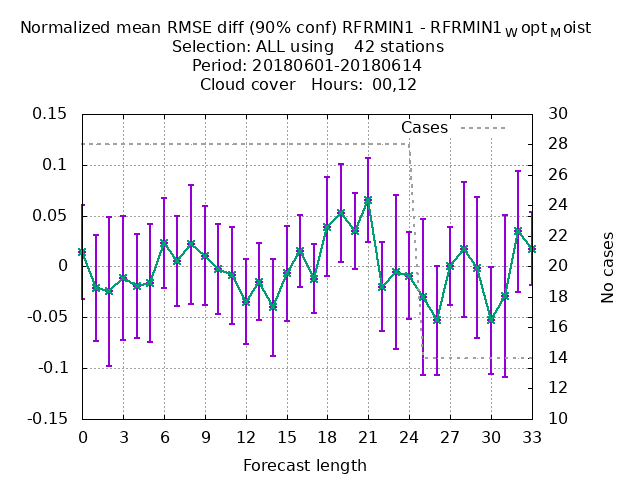 Normalized mean RMSE diff (90% conf) RFRMIN1 - RFRMIN1WoptMoist
Selection: ALL using    42 stations
Period: 20180601-20180614
Cloud cover   Hours:  00,12
Cases
0.15
0.1
0.05
0
-0.05
-0.1
-0.15
30
28
26
24
22
20
18
16
14
12
10
No cases
0 3 6 9 12 15 18 21 24 27 30 33
Forecast length